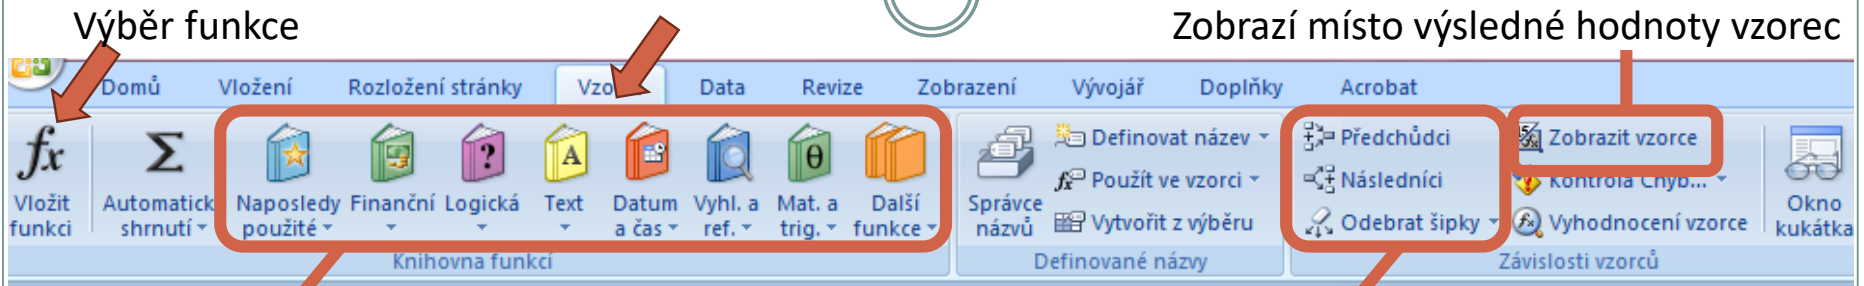 Výběr funkce
Zobrazí místo výsledné hodnoty vzorec
Domů Vložení Rozložení stránky Data Revize Zobrazení Vývojář Doplňky Acrobat
fx Σ ? A θ Definovat název Předchůdci Zobrazit vzorce
Použít ve vzorci Následníci Kontrola Chyb...
Vložit Automatick Naposledy Finanční Logická Text Datum Vyhl. a Mat. a Další Správce Okno
funkci shrnutí použité a čas ref. trig. funkce názvů Vytvořit z výběru Odebrat šipky Vyhodnocení vzorce kukátka
Knihovna funkcí Definované názvy Závislosti vzorců